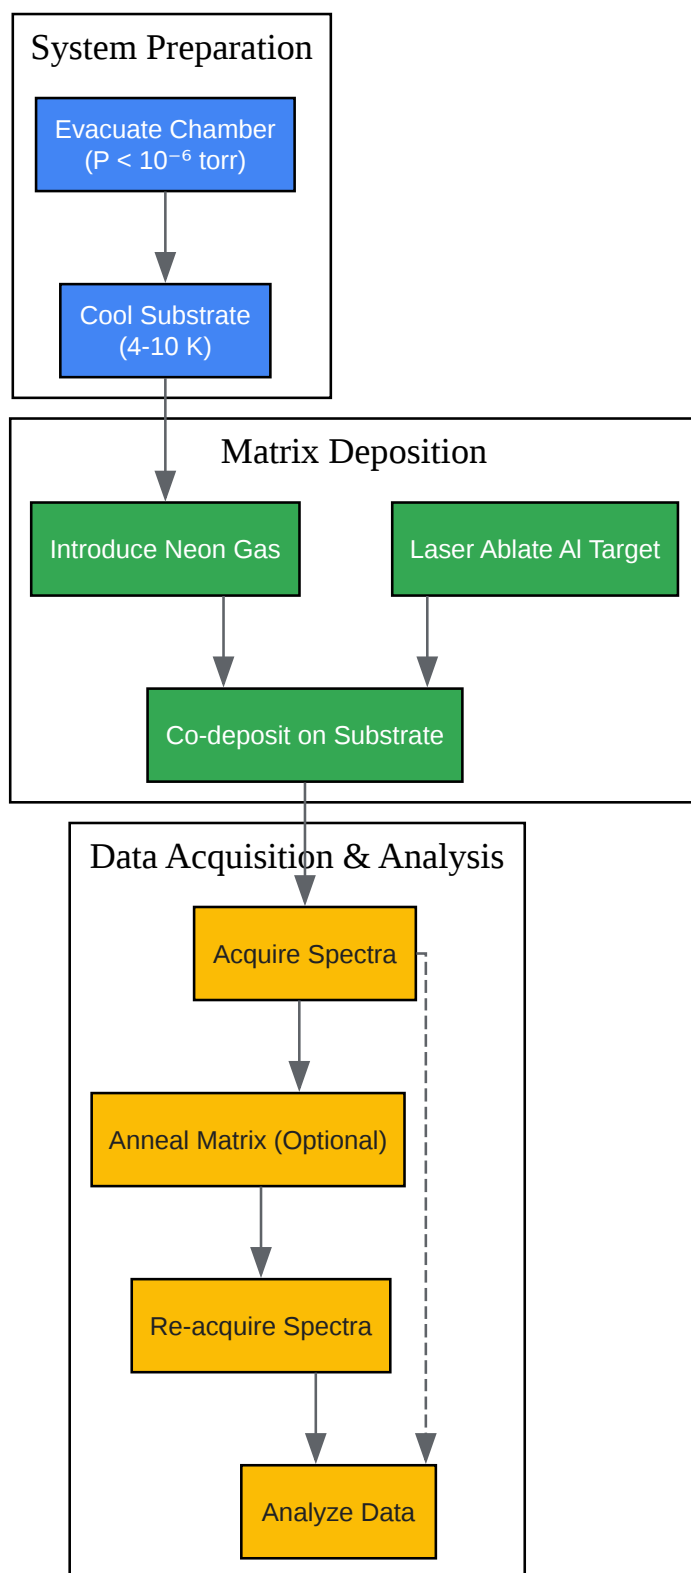 System Preparation
Evacuate Chamber
(P < 10⁻⁶ torr)
Cool Substrate
(4-10 K)
Matrix Deposition
Introduce Neon Gas
Laser Ablate Al Target
Co-deposit on Substrate
Data Acquisition & Analysis
Acquire Spectra
Anneal Matrix (Optional)
Re-acquire Spectra
Analyze Data